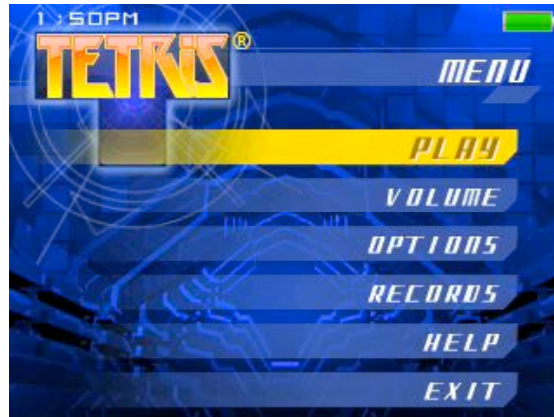 1:50PM
TETRiS®
MENU
PLAY
VOLUME
OPTIONS
RECORDS
HELP
EXIT